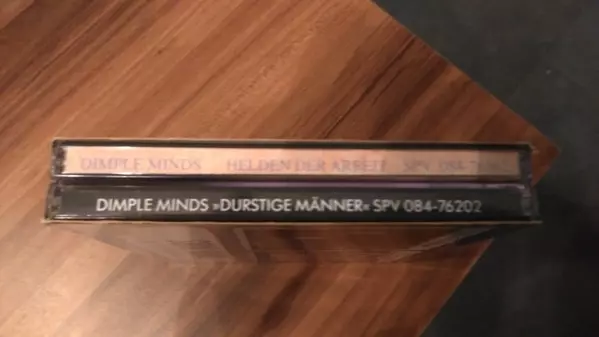 DIMPLE MINDS HELDEN DER ARBEIT SPV
DIMPLE MINDS »DURSTIGE MÄNNER« SPV 084-76202